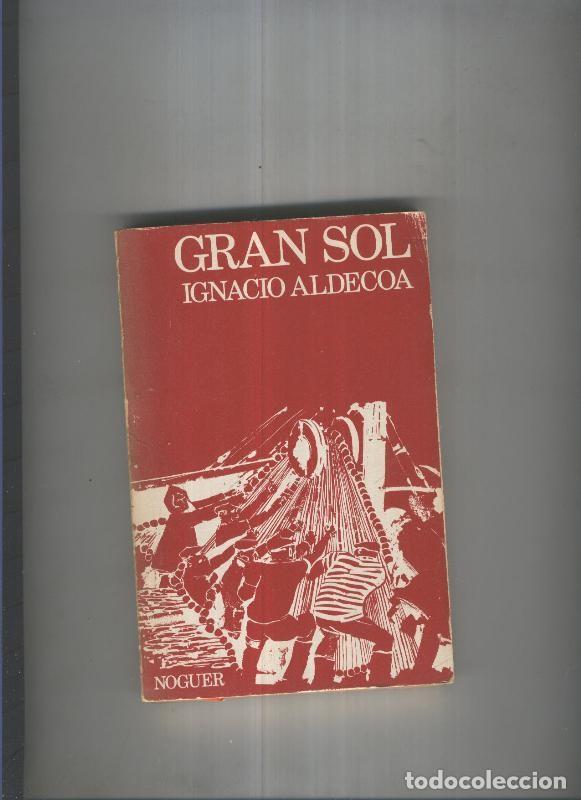 GRAN SOL
IGNACIO ALDECOA
NOGUER
todocoleccion